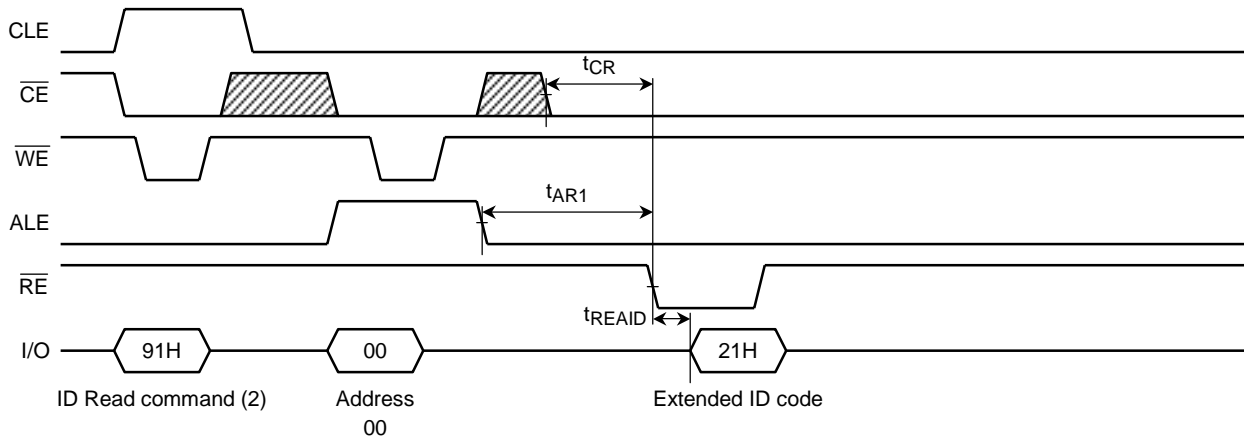 CLE
tCR
CE
WE
tAR1
ALE
RE
tREAID
I/O 91H 00 21H
ID Read command (2) Address Extended ID code
00